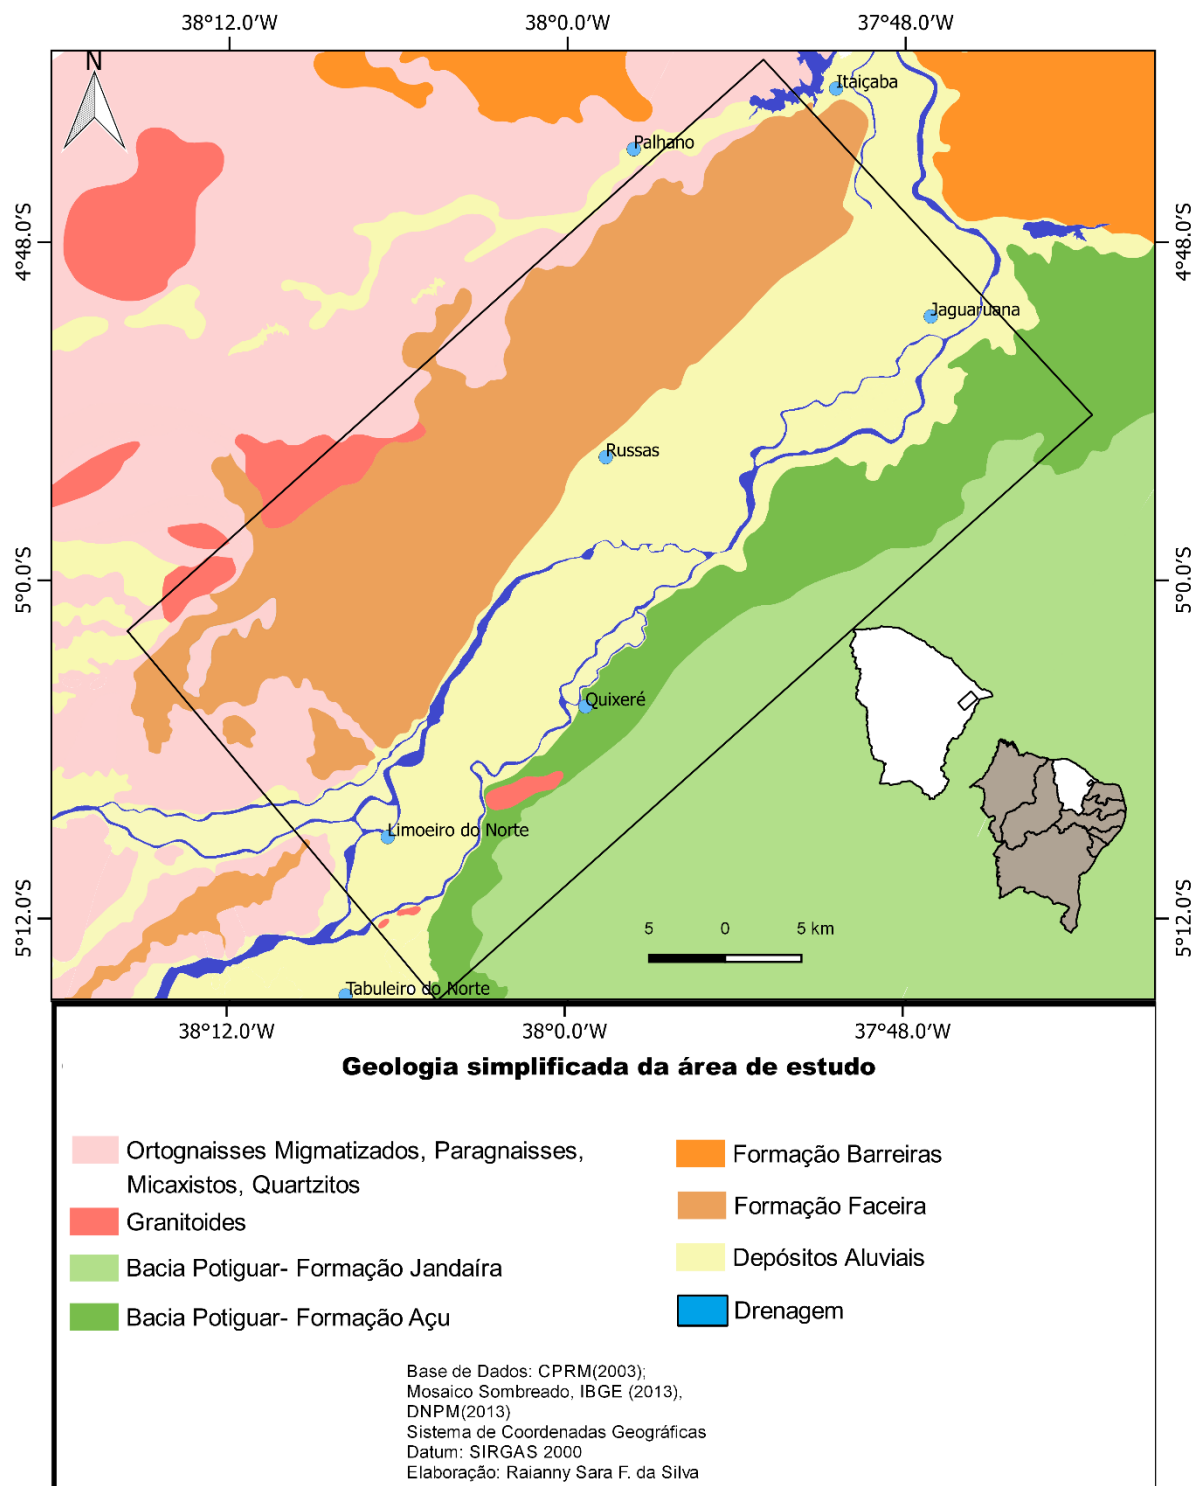 38°12.0'W
38°0.0'W
37°48.0'W
N
Itaiçaba
Palhano
4°48.0'S
4°48.0'S
Jaguaruana
Russas
5°0.0'S
5°0.0'S
Quixeré
Limoeiro do Norte
5°12.0'S
5 0 5 km
5°12.0'S
Tabuleiro do Norte
38°12.0'W
38°0.0'W
37°48.0'W
Geologia simplificada da área de estudo
Ortognaisses Migmatizados, Paragnaisses,
Micaxistos, Quartzitos
Granitoides
Bacia Potiguar- Formação Jandaíra
Bacia Potiguar- Formação Açu
Formação Barreiras
Formação Faceira
Depósitos Aluviais
Drenagem
Base de Dados: CPRM(2003);
Mosaico Sombreado, IBGE (2013),
DNPM(2013)
Sistema de Coordenadas Geográficas
Datum: SIRGAS 2000
Elaboração: Raianny Sara F. da Silva